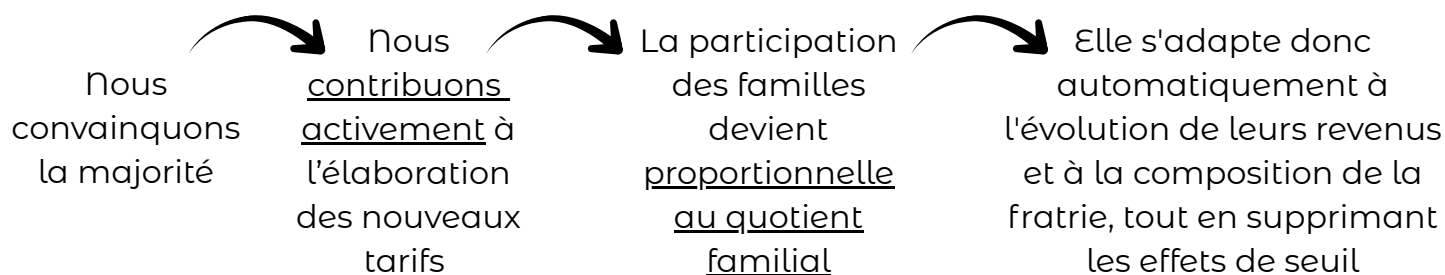 Nous
convainquons
la majorité
Nous
contribuons
activement à
l’élaboration
des nouveaux
tarifs
La participation
des familles
devient
proportionnelle
au quotient
familial
Elle s'adapte donc
automatiquement à
l'évolution de leurs revenus
et à la composition de la
fratrie, tout en supprimant
les effets de seuil